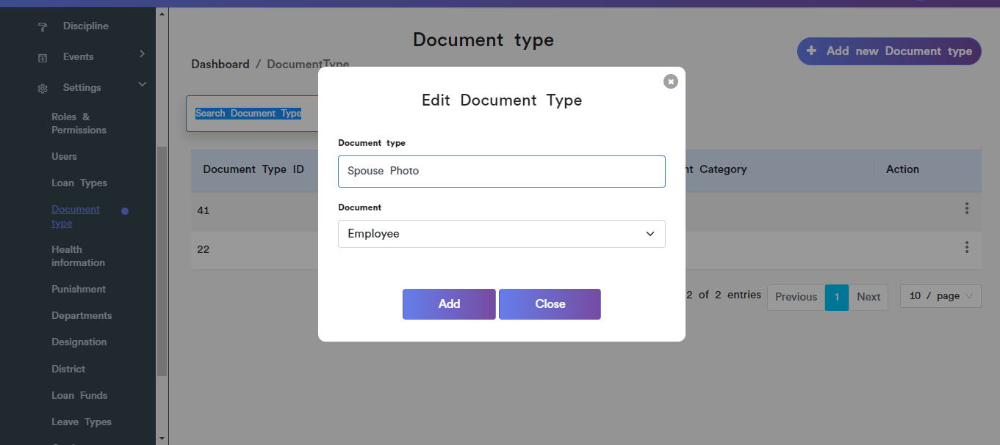 Discipline
Events
Settings
Roles &
Permissions
Users
Loan Types
Document
type
Health
information
Punishment
Departments
Designation
District
Loan Funds
Leave Types
Document type
Add new Document type
Dashboard / DocumentType
Search Document Type
Document Type ID
nt Category
Action
41
22
2 of 2 entries
Previous
1
Next
10 / page
Edit Document Type
Document type
Spouse Photo
Document
Employee
Add
Close